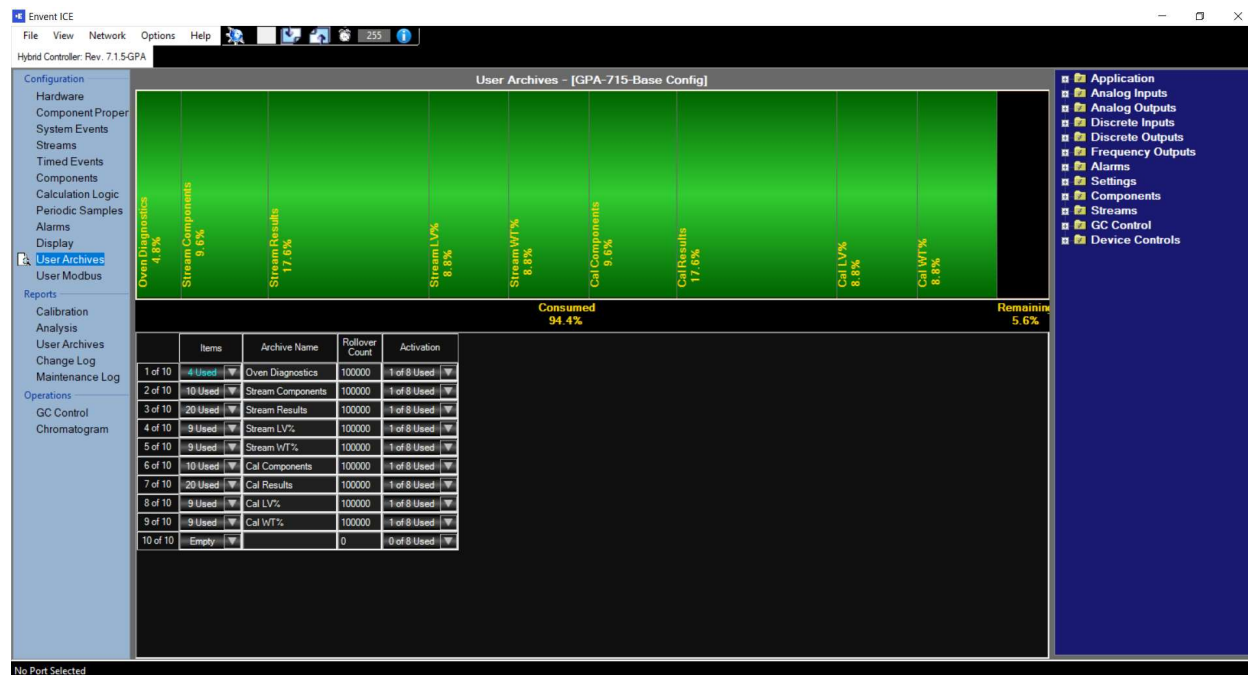 Envent ICE
File View Network Options Help 255
Hybrid Controller: Rev. 7.1.5-GPA
Configuration
Hardware
Component Proper
System Events
Streams
Timed Events
Components
Calculation Logic
Periodic Samples
Alarms
Display
User Archives
User Modbus
Reports
Calibration
Analysis
User Archives
Change Log
Maintenance Log
Operations
GC Control
Chromatogram
User Archives - [GPA-715-Base Config]
Oven Diagnostics
4.8%
Stream Components
9.6%
Stream Results
17.6%
Stream LV%
8.8%
Stream WT%
8.8%
Cal Components
9.6%
Cal Results
17.6%
Cal LV%
8.8%
Cal WT%
8.8%
Consumed
94.4%
Remaining
5.6%
Items Archive Name Rollover Count Activation
1 of 10 4 Used Oven Diagnostics 100000 1 of 8 Used
2 of 10 10 Used Stream Components 100000 1 of 8 Used
3 of 10 20 Used Stream Results 100000 1 of 8 Used
4 of 10 9 Used Stream LV% 100000 1 of 8 Used
5 of 10 9 Used Stream WT% 100000 1 of 8 Used
6 of 10 10 Used Cal Components 100000 1 of 8 Used
7 of 10 20 Used Cal Results 100000 1 of 8 Used
8 of 10 9 Used Cal LV% 100000 1 of 8 Used
9 of 10 9 Used Cal WT% 100000 1 of 8 Used
10 of 10 Empty 0 0 of 8 Used
Application
Analog Inputs
Analog Outputs
Discrete Inputs
Discrete Outputs
Frequency Outputs
Alarms
Settings
Components
Streams
GC Control
Device Controls
No Port Selected